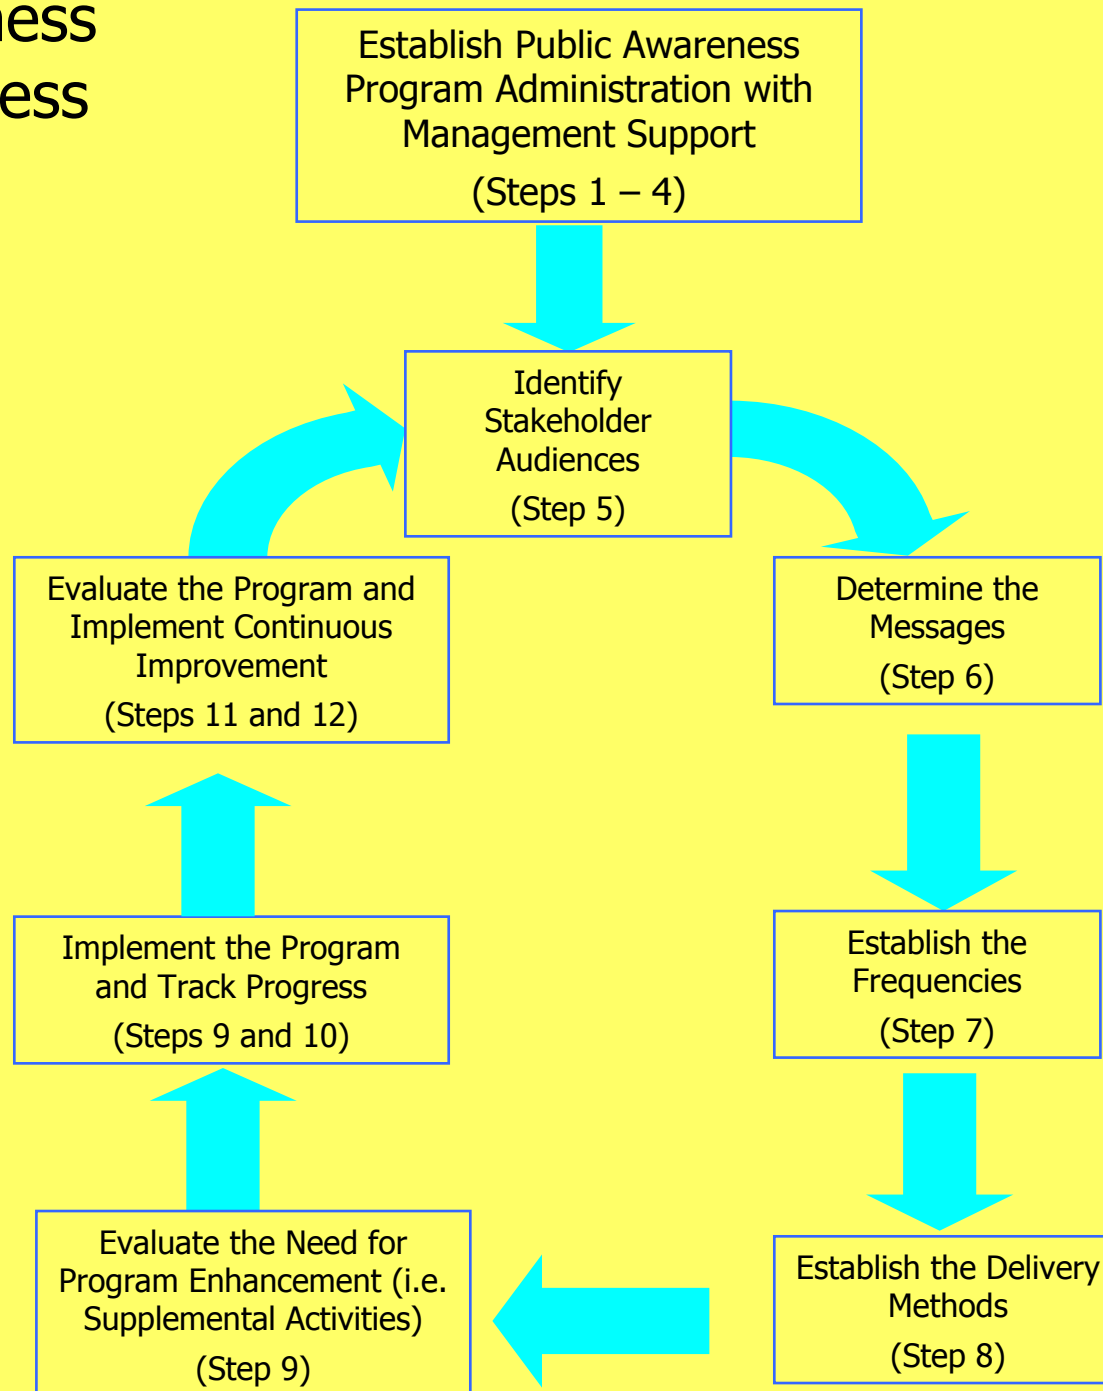 ness
ess
Establish Public Awareness
Program Administration with
Management Support
(Steps 1 – 4)
Identify
Stakeholder
Audiences
(Step 5)
Evaluate the Program and
Implement Continuous
Improvement
(Steps 11 and 12)
Determine the
Messages
(Step 6)
Implement the Program
and Track Progress
(Steps 9 and 10)
Establish the
Frequencies
(Step 7)
Evaluate the Need for
Program Enhancement (i.e.
Supplemental Activities)
(Step 9)
Establish the Delivery
Methods
(Step 8)